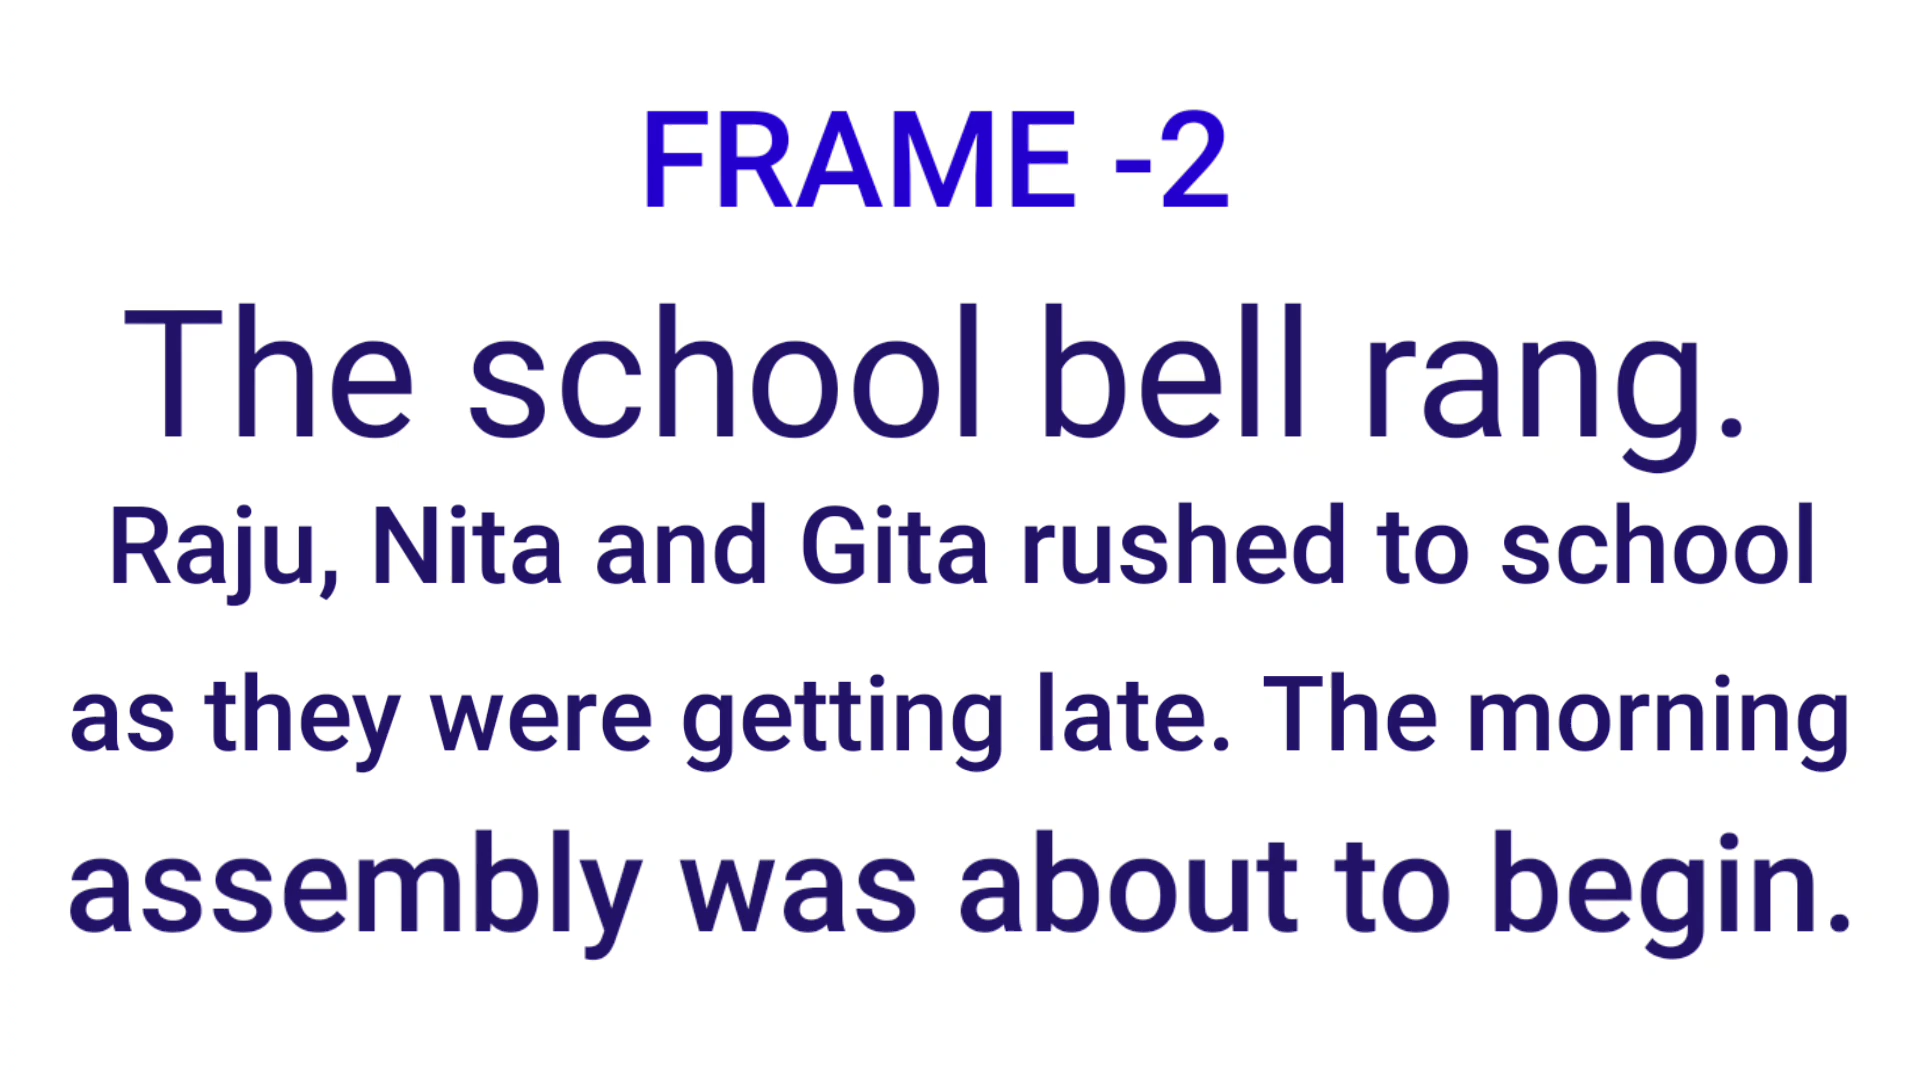 FRAME -2
The school bell rang.
Raju, Nita and Gita rushed to school
as they were getting late. The morning
assembly was about to begin.